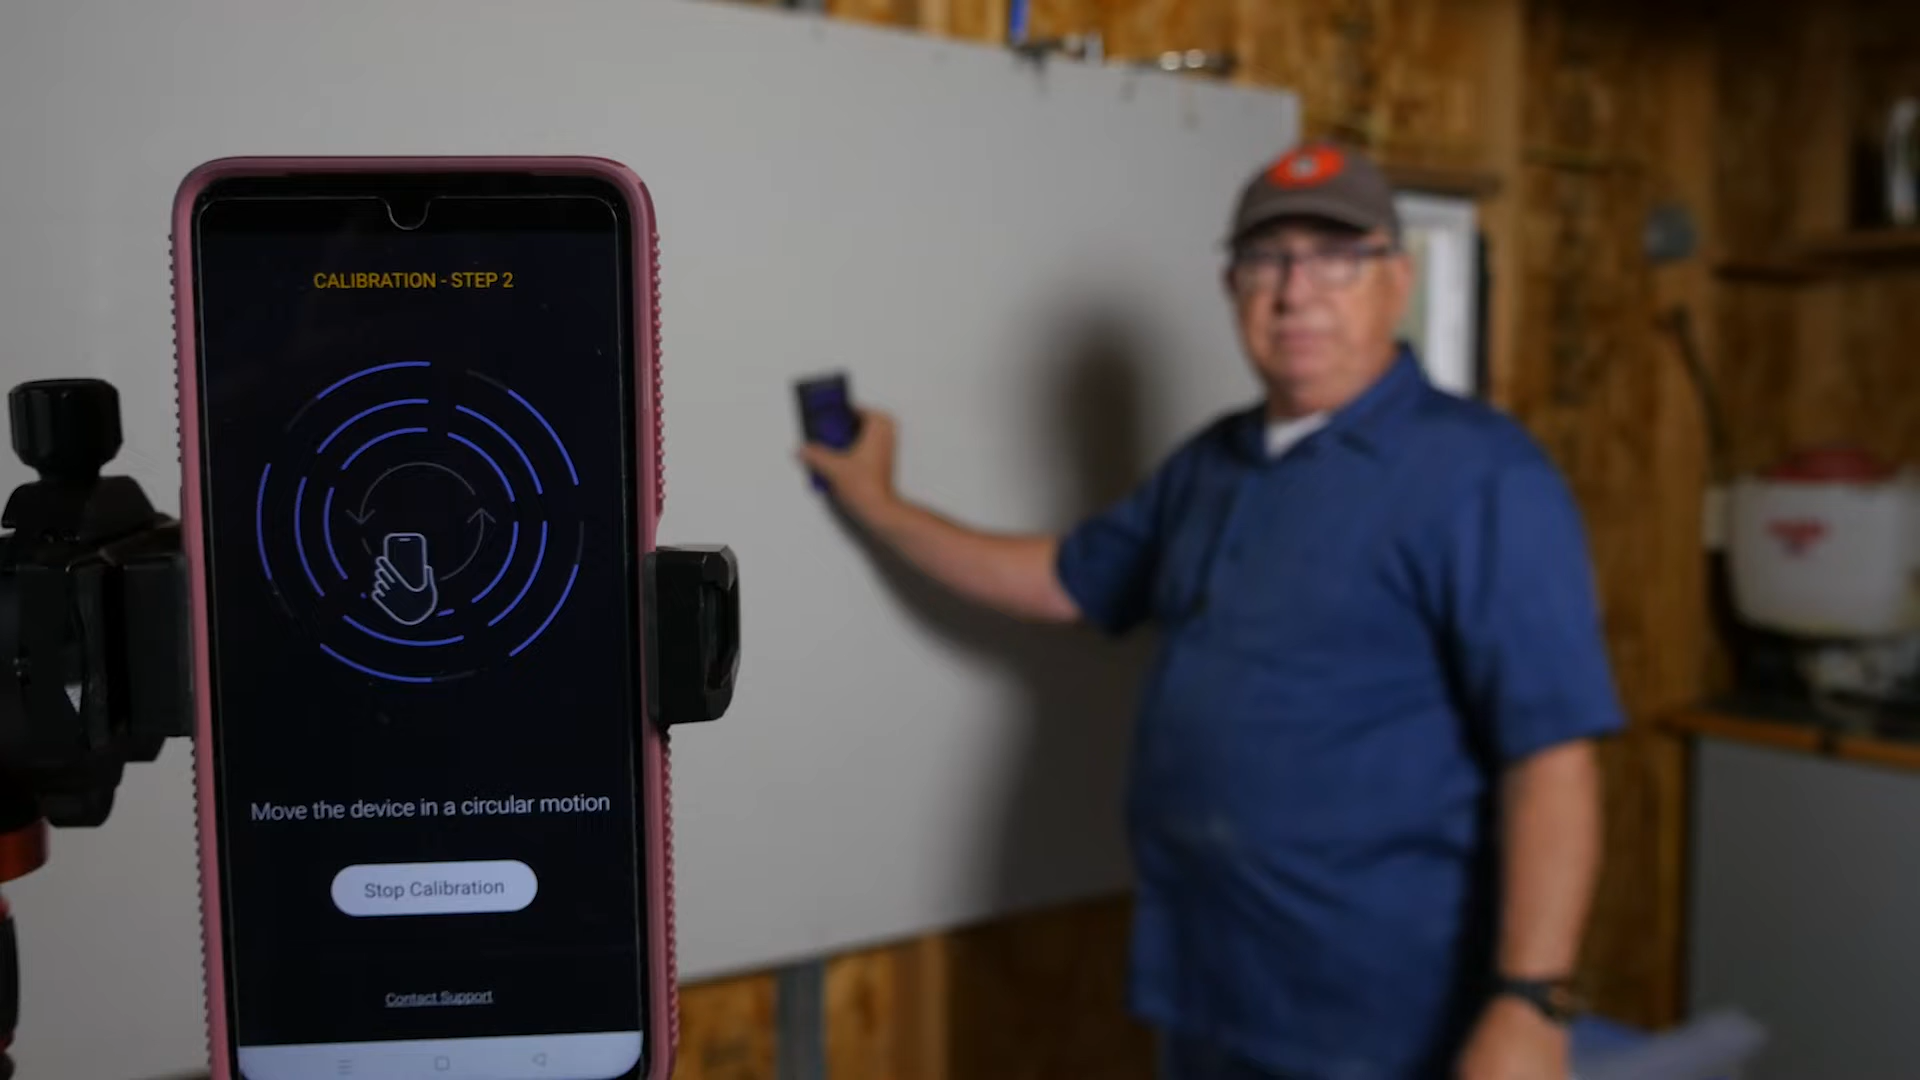 CALIBRATION - STEP 2
Move the device in a circular motion
Stop Calibration
Contact Support